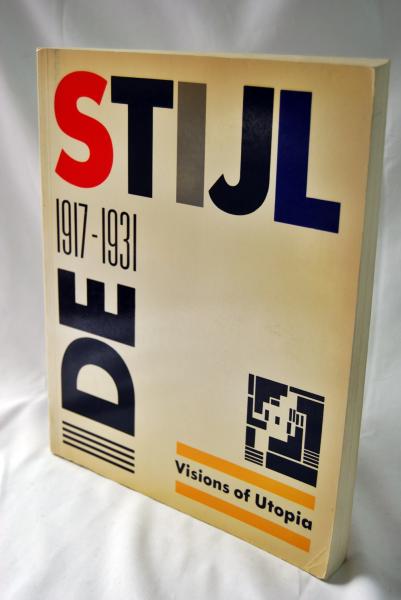 STIJL
1917-1931
DE
Visions of Utopia